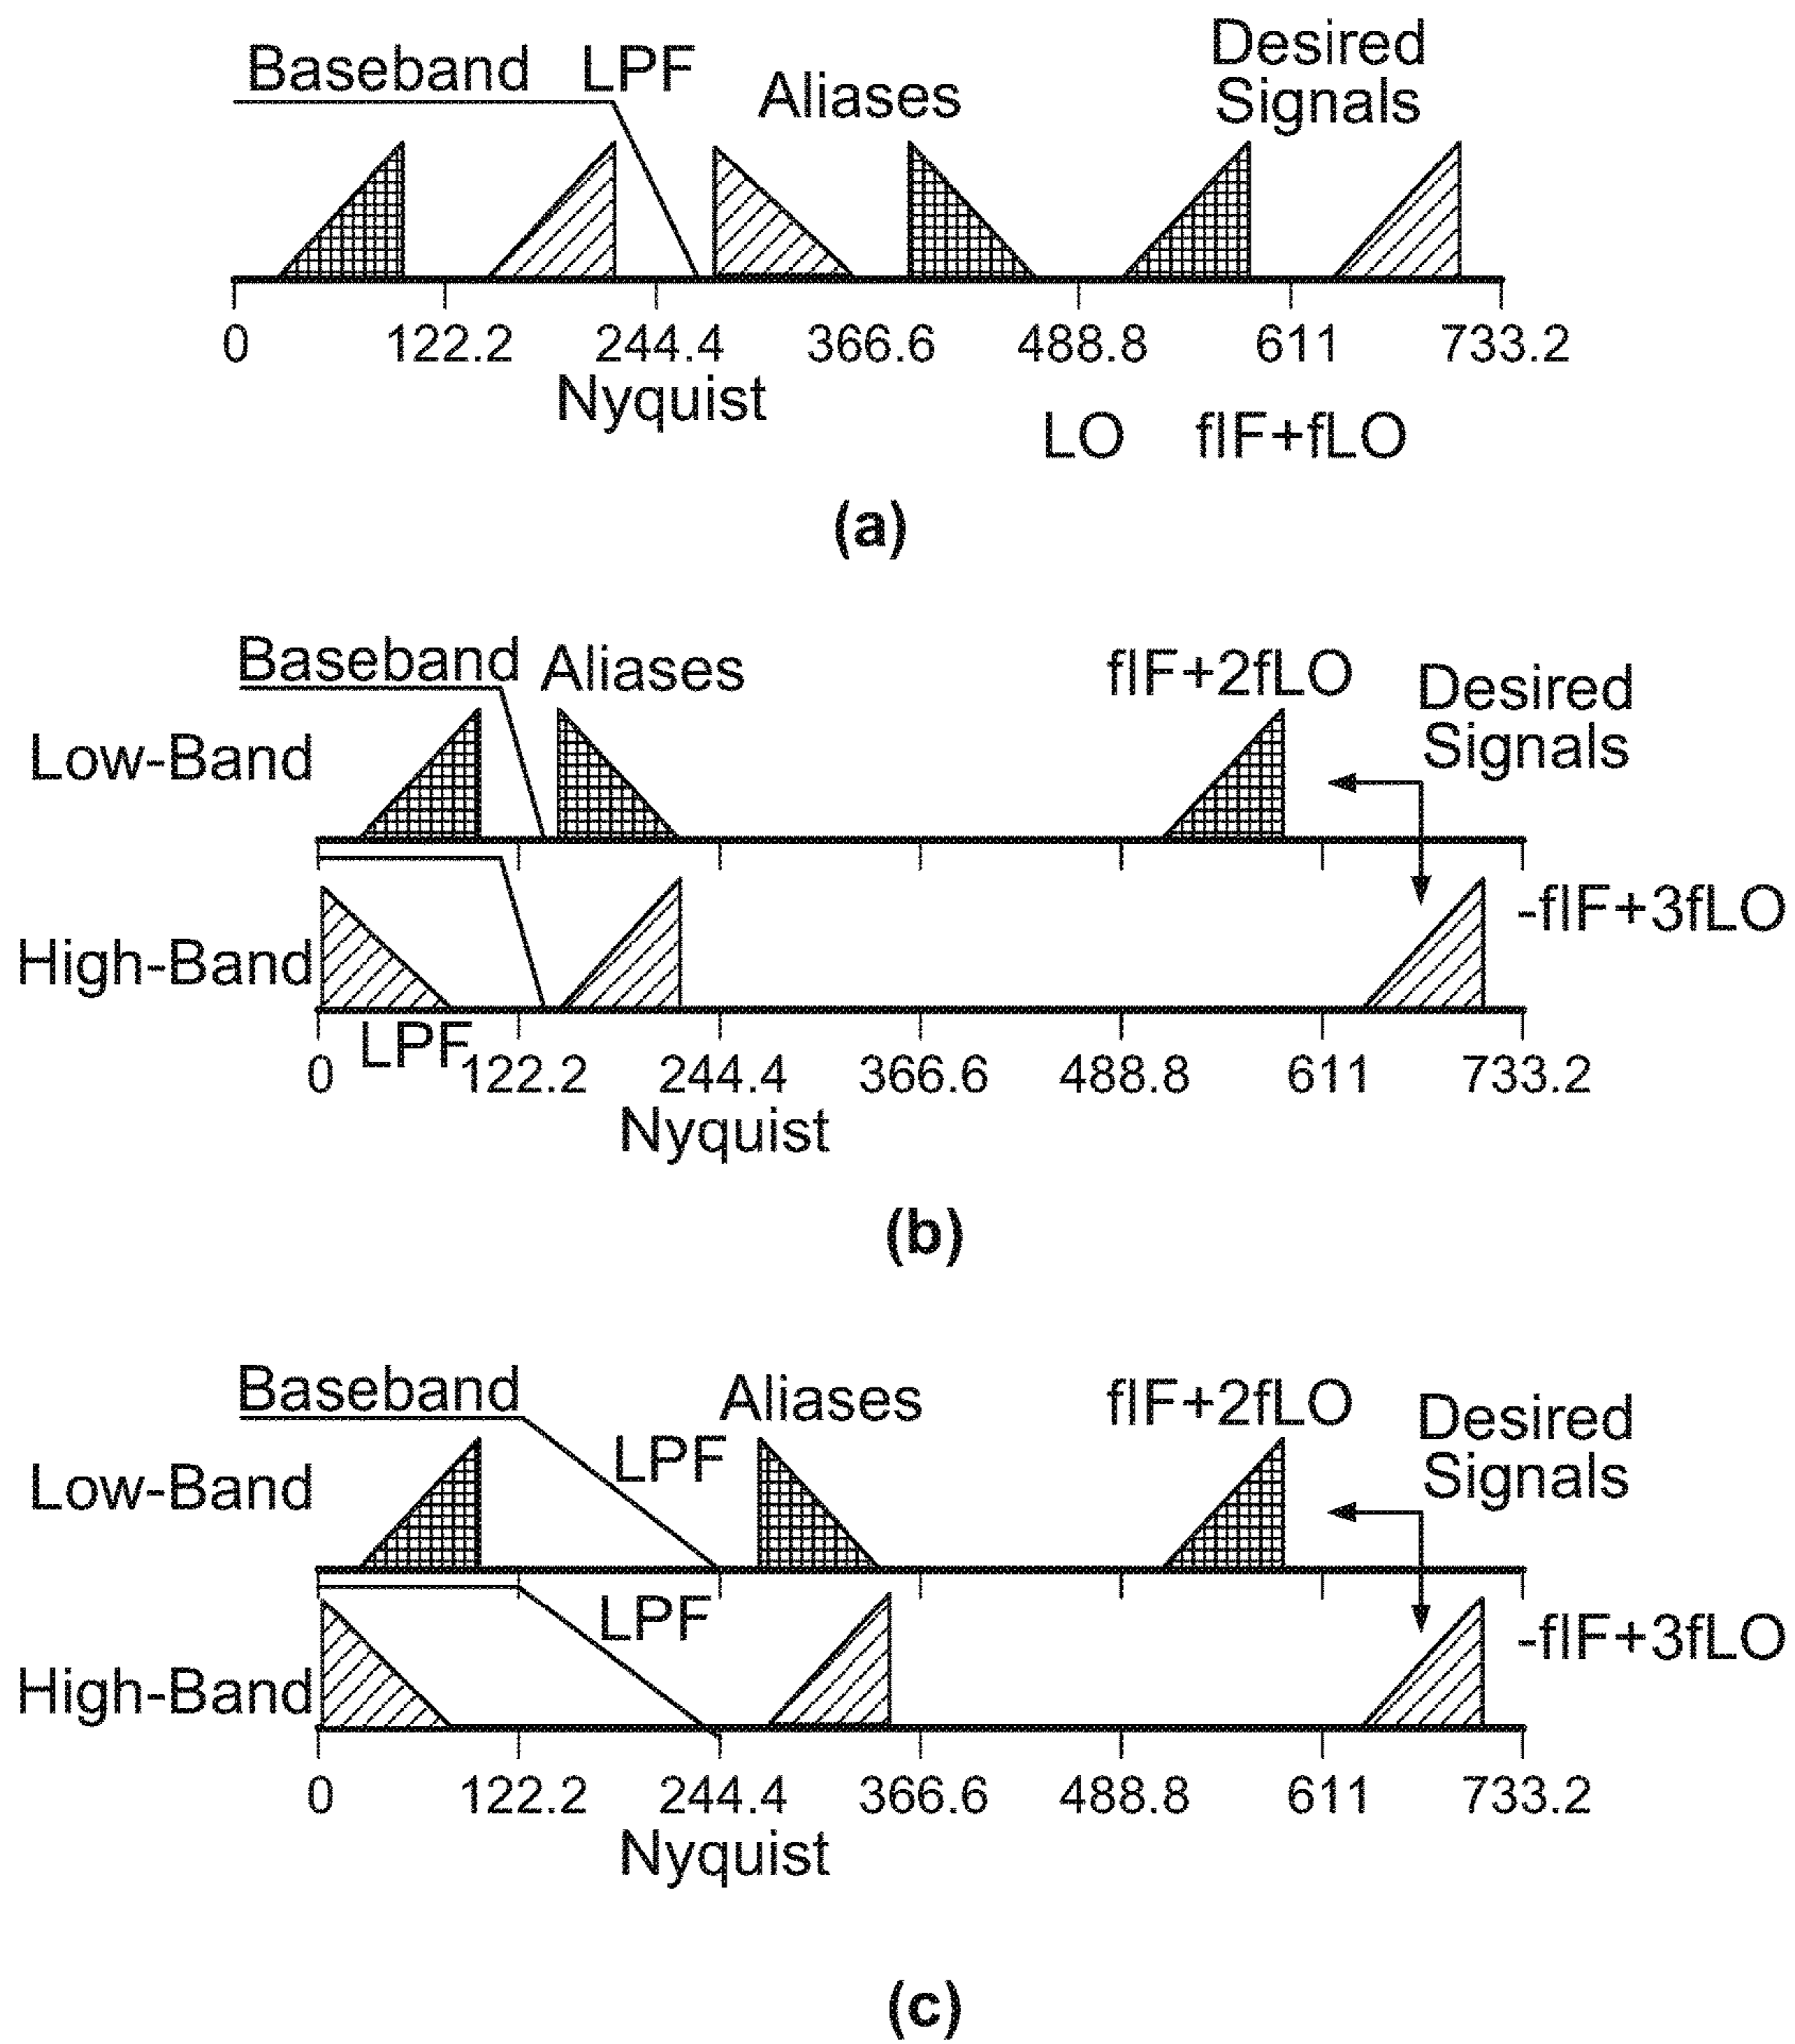 Baseband LPF Aliases Desired
Signals
0 122.2 244.4 366.6 488.8 611 733.2
Nyquist
LO fIF+fLO
(a)
Baseband Aliases fIF+2fLO Desired
Signals
Low-Band
High-Band -fIF+3fLO
LPF
0 122.2 244.4 366.6 488.8 611 733.2
Nyquist
(b)
Baseband Aliases fIF+2fLO Desired
LPF Signals
Low-Band
LPF -fIF+3fLO
High-Band
0 122.2 244.4 366.6 488.8 611 733.2
Nyquist
(c)